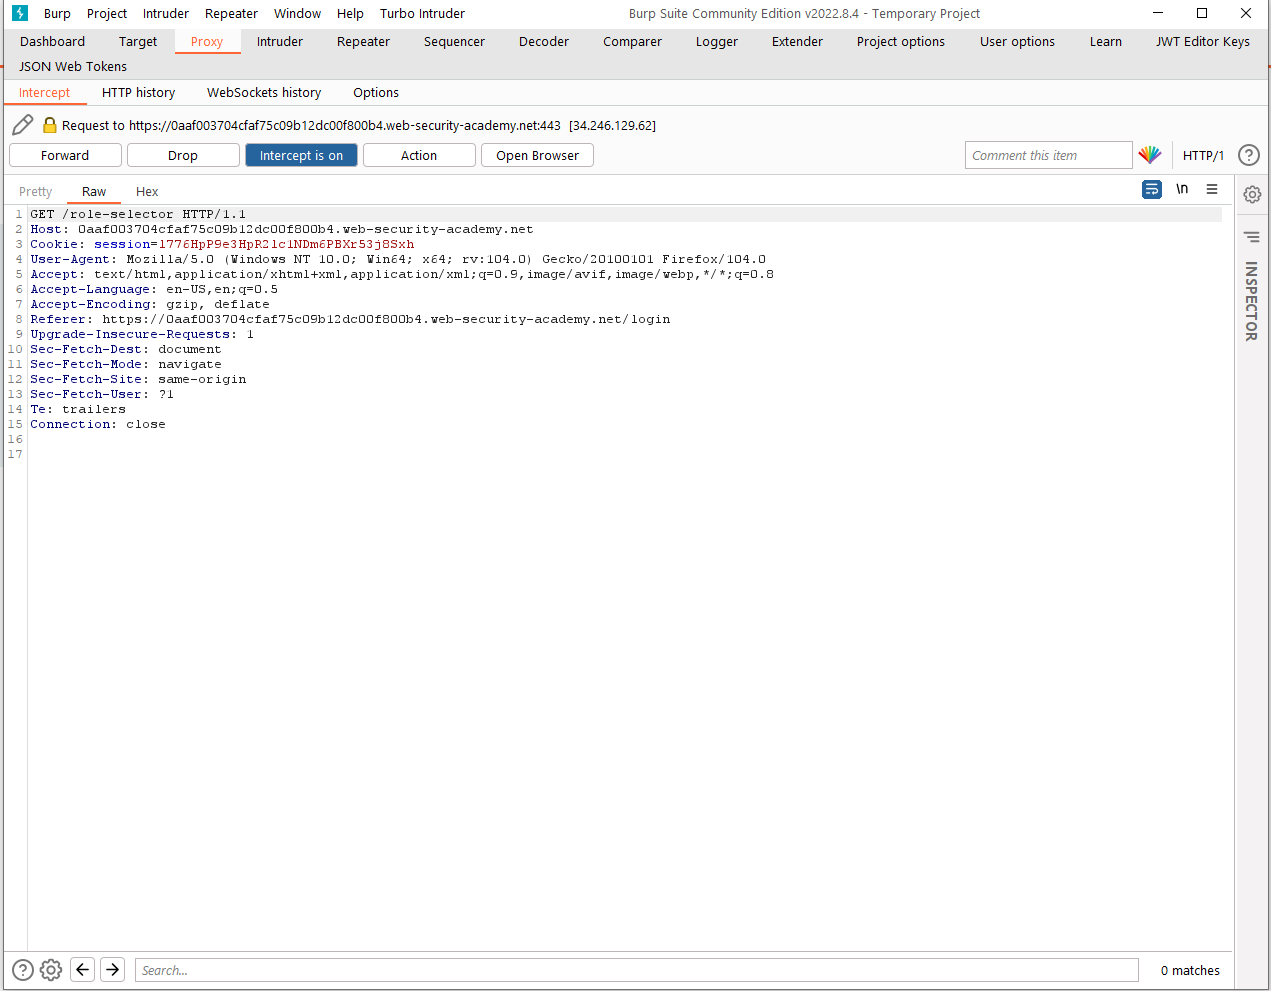 Burp Project Intruder Repeater Window Help Turbo Intruder Burp Suite Community Edition v2022.8.4 - Temporary Project
Dashboard Target Proxy Intruder Repeater Sequencer Decoder Comparer Logger Extender Project options User options Learn JWT Editor Keys
JSON Web Tokens
Intercept HTTP history WebSockets history Options
Request to https://0aaf003704cfaf75c09b12dc00f800b4.web-security-academy.net:443 [34.246.129.62]
Forward Drop Intercept is on Action Open Browser Comment this item HTTP/1 ?
Pretty Raw Hex \n
1 GET /role-selector HTTP/1.1
2 Host: 0aaf003704cfaf75c09b12dc00f800b4.web-security-academy.net
3 Cookie: session=l776HpP9e3HpR2lc1NDm6PBXr53j8Sxh
4 User-Agent: Mozilla/5.0 (Windows NT 10.0; Win64; x64; rv:104.0) Gecko/20100101 Firefox/104.0
5 Accept: text/html,application/xhtml+xml,application/xml;q=0.9,image/avif,image/webp,*/*;q=0.8
6 Accept-Language: en-US,en;q=0.5
7 Accept-Encoding: gzip, deflate
8 Referer: https://0aaf003704cfaf75c09b12dc00f800b4.web-security-academy.net/login
9 Upgrade-Insecure-Requests: 1
10 Sec-Fetch-Dest: document
11 Sec-Fetch-Mode: navigate
12 Sec-Fetch-Site: same-origin
13 Sec-Fetch-User: ?1
14 Te: trailers
15 Connection: close
16
17
INSPECTOR
? Search... 0 matches